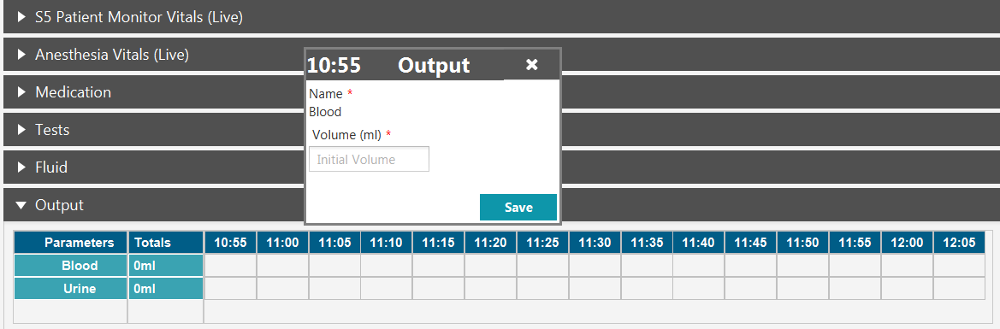 S5 Patient Monitor Vitals (Live)
Anesthesia Vitals (Live)
Medication
Tests
Fluid
Output
10:55 Output ✖
Name *
Blood
Volume (ml) *
Initial Volume
Save
Parameters Totals 10:55 11:00 11:05 11:10 11:15 11:20 11:25 11:30 11:35 11:40 11:45 11:50 11:55 12:00 12:05
Blood 0ml
Urine 0ml